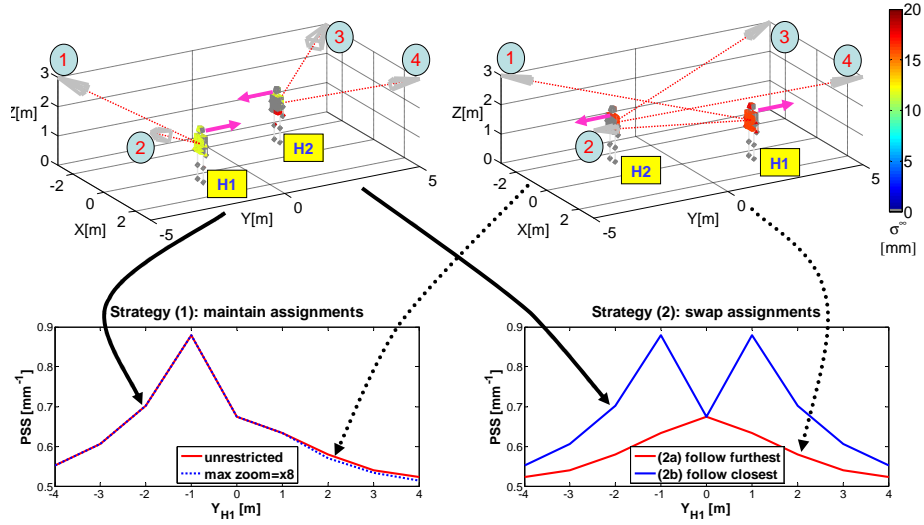 1
2
3
4
3
2
1
0
Z[m]
-2
0
2
X[m]
-5
0
5
Y[m]
H1
H2
1
2
3
4
3
2
1
0
Z[m]
-2
0
2
X[m]
-5
0
5
Y[m]
H2
H1
20
15
10
5
0
σ∞
[mm]
Strategy (1): maintain assignments
0.9
0.8
0.7
0.6
0.5
PSS [mm-1]
unrestricted
max zoom=x8
-4 -3 -2 -1 0 1 2 3 4
YH1 [m]
Strategy (2): swap assignments
0.9
0.8
0.7
0.6
0.5
PSS [mm-1]
(2a) follow furthest
(2b) follow closest
-4 -3 -2 -1 0 1 2 3 4
YH1 [m]